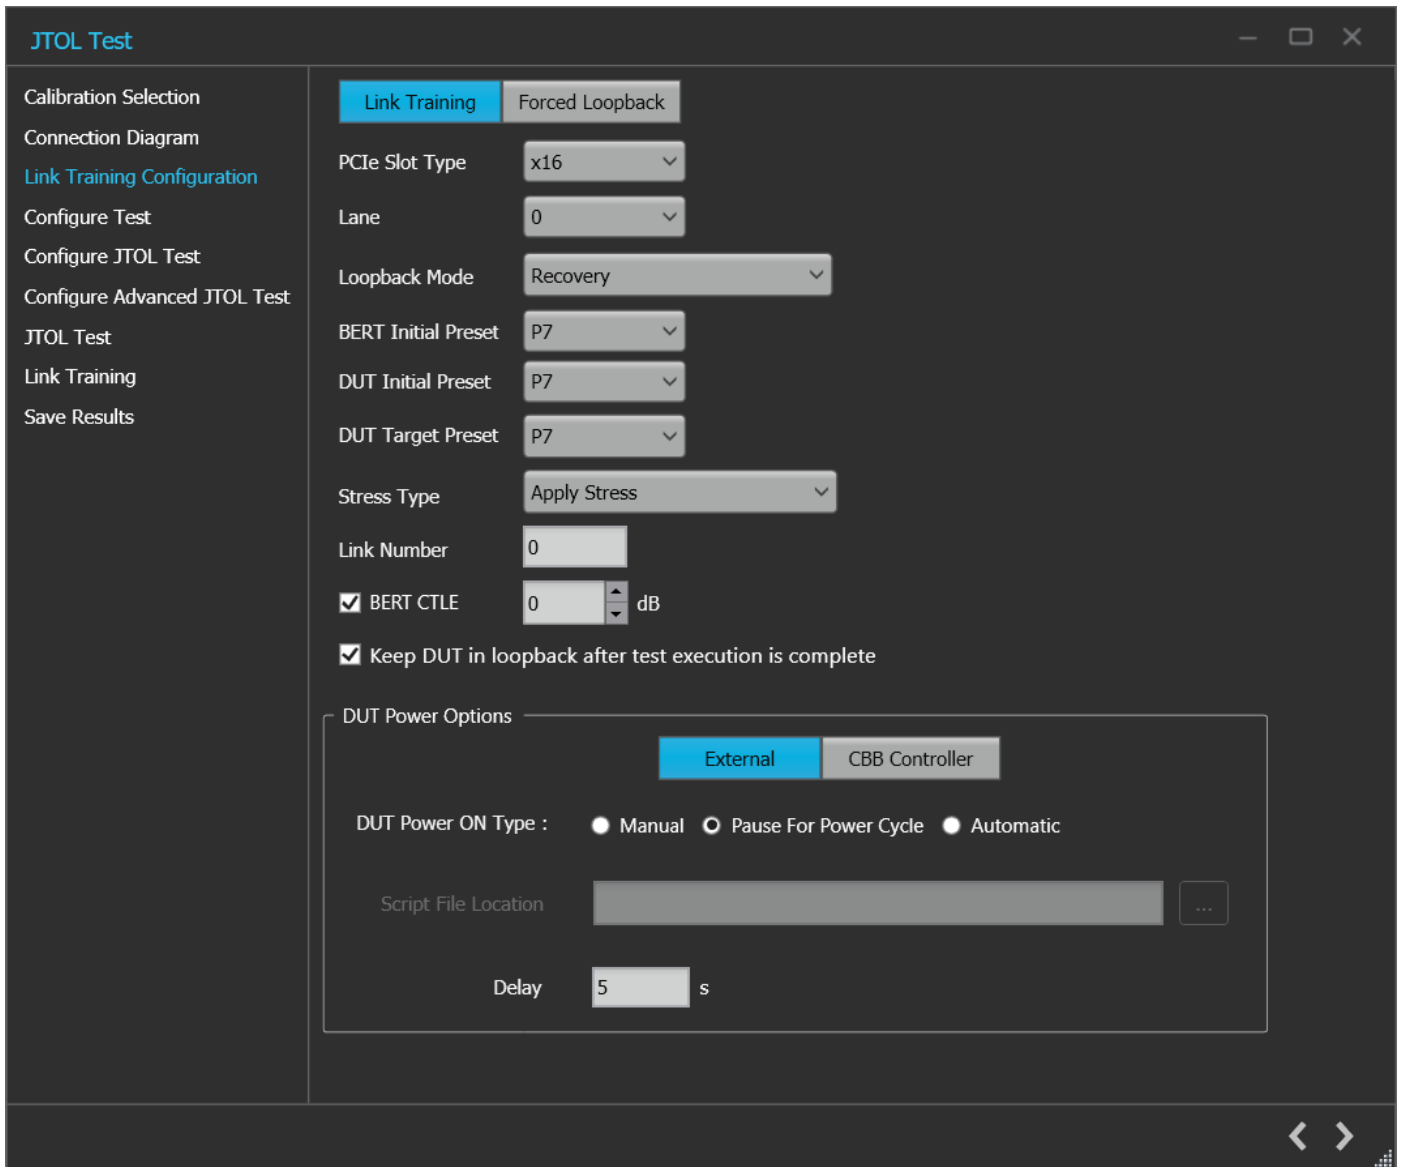 JTOL Test
Calibration Selection
Connection Diagram
Link Training Configuration
Configure Test
Configure JTOL Test
Configure Advanced JTOL Test
JTOL Test
Link Training
Save Results
Link Training Forced Loopback
PCIe Slot Type x16
Lane 0
Loopback Mode Recovery
BERT Initial Preset P7
DUT Initial Preset P7
DUT Target Preset P7
Stress Type Apply Stress
Link Number 0
BERT CTLE 0 dB
Keep DUT in loopback after test execution is complete
DUT Power Options
External CBB Controller
DUT Power ON Type : Manual Pause For Power Cycle Automatic
Script File Location ...
Delay 5 s